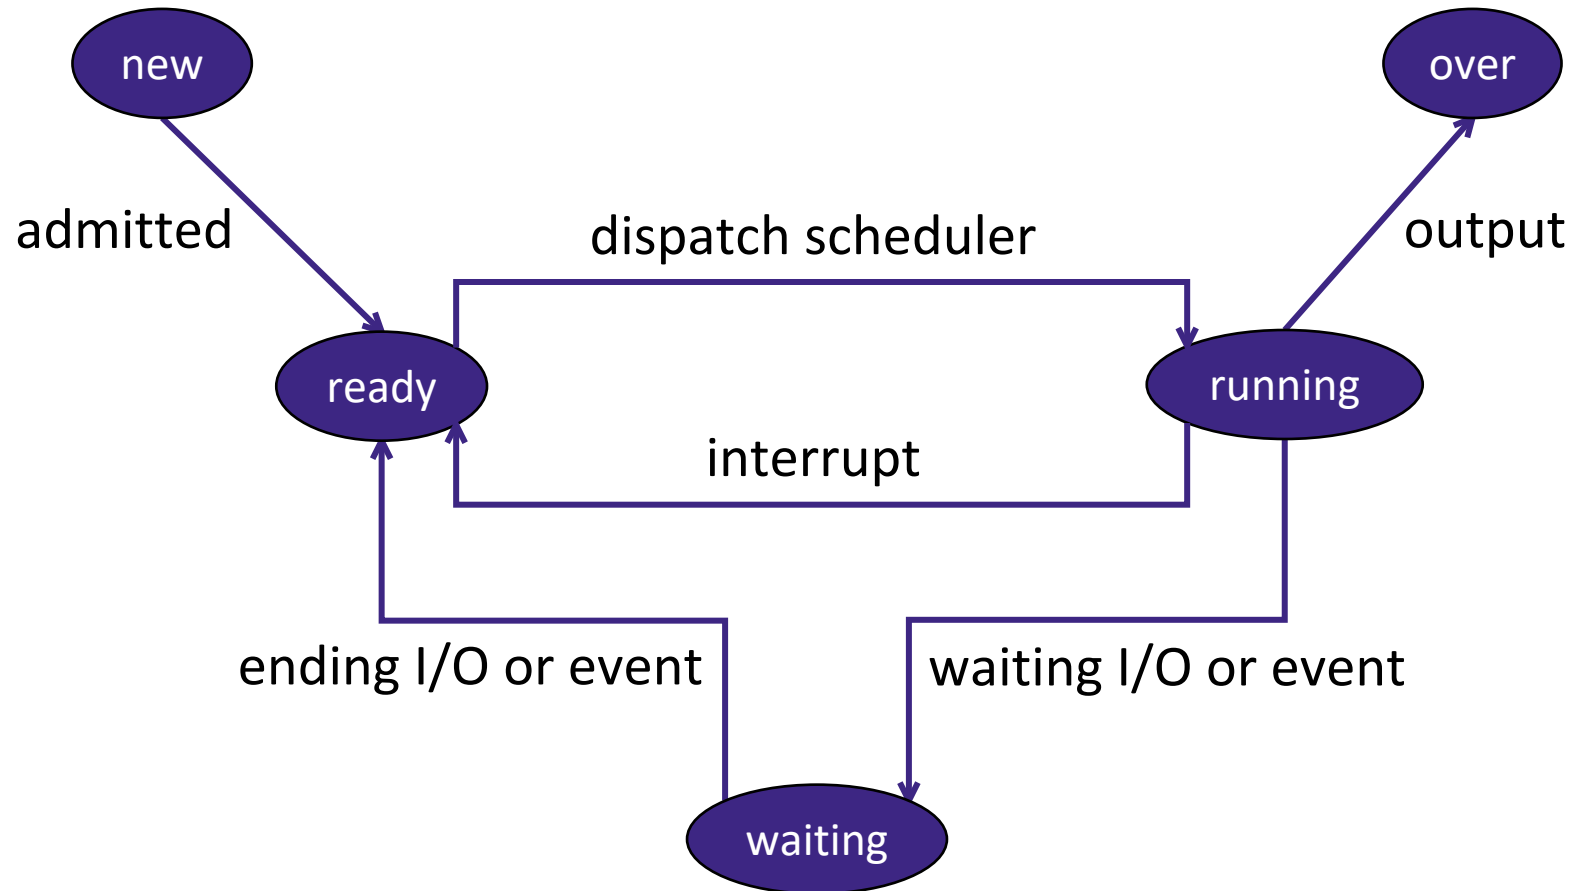 new
over
admitted
dispatch scheduler
output
ready
running
interrupt
ending I/O or event
waiting I/O or event
waiting